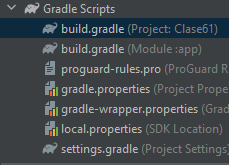 Gradle Scripts
build.gradle (Project: Clase61)
build.gradle (Module :app)
proguard-rules.pro (ProGuard R
gradle.properties (Project Prope
gradle-wrapper.properties (Grad
local.properties (SDK Location)
settings.gradle (Project Settings)